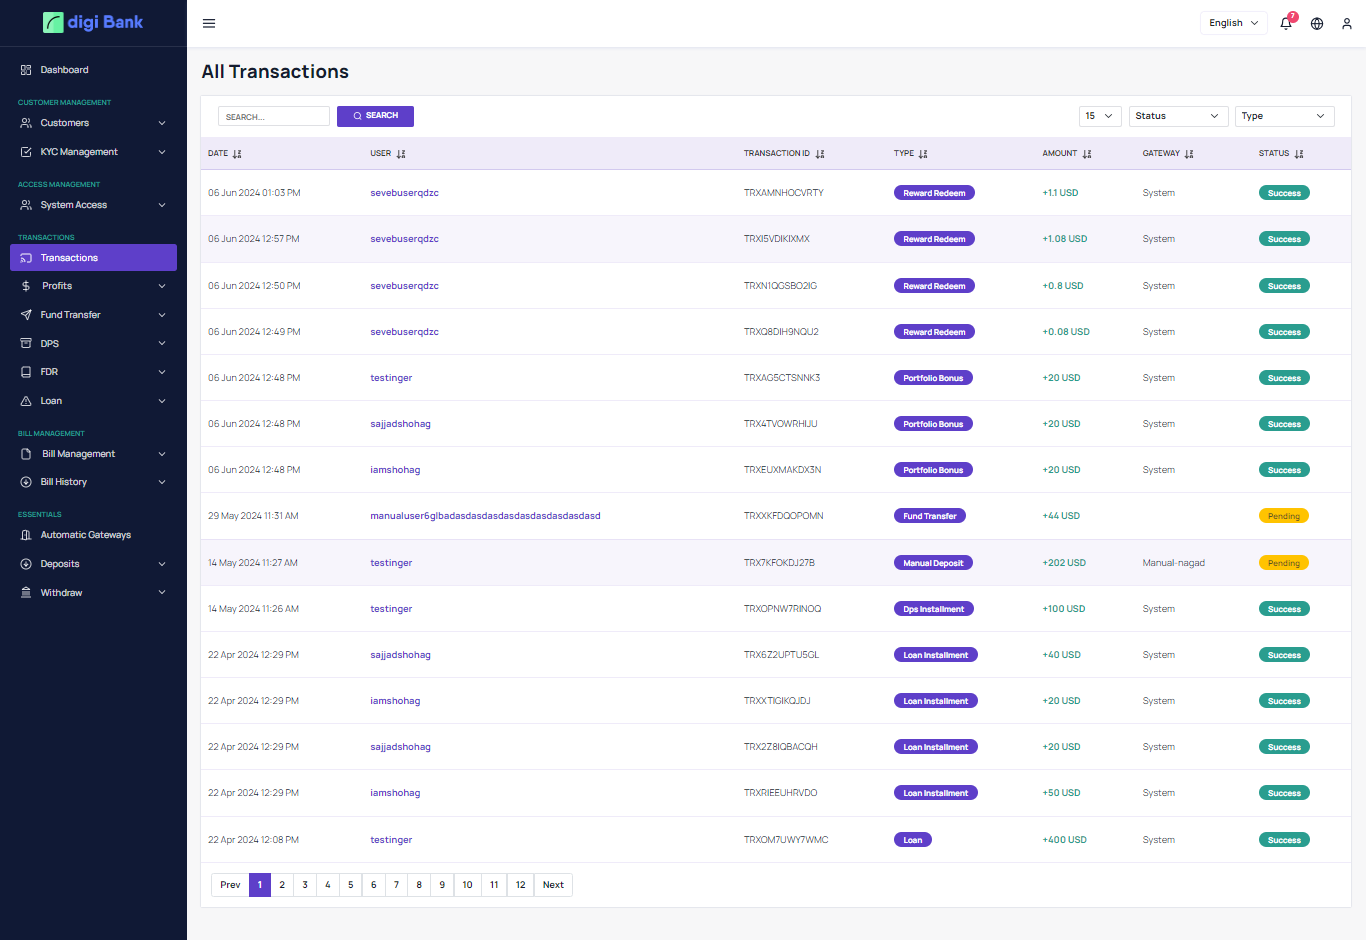 digi Bank
English
7
Dashboard
CUSTOMER MANAGEMENT
Customers
KYC Management
ACCESS MANAGEMENT
System Access
TRANSACTIONS
Transactions
Profits
Fund Transfer
DPS
FDR
Loan
BILL MANAGEMENT
Bill Management
Bill History
ESSENTIALS
Automatic Gateways
Deposits
Withdraw
All Transactions
SEARCH... SEARCH 15 Status Type
DATE USER TRANSACTION ID TYPE AMOUNT GATEWAY STATUS
06 Jun 2024 01:03 PM sevebuserqdzc TRXAMNHOCVRTY Reward Redeem +1.1 USD System Success
06 Jun 2024 12:57 PM sevebuserqdzc TRXI5VDIKIXMX Reward Redeem +1.08 USD System Success
06 Jun 2024 12:50 PM sevebuserqdzc TRXN1QGSBO2IG Reward Redeem +0.8 USD System Success
06 Jun 2024 12:49 PM sevebuserqdzc TRXQ8DIH9NQU2 Reward Redeem +0.08 USD System Success
06 Jun 2024 12:48 PM testinger TRXAG5CTSNNK3 Portfolio Bonus +20 USD System Success
06 Jun 2024 12:48 PM sajjadshohag TRX4TVOWRHIJU Portfolio Bonus +20 USD System Success
06 Jun 2024 12:48 PM iamshohag TRXEUXMAKDX3N Portfolio Bonus +20 USD System Success
29 May 2024 11:31 AM manualuser6glbadasdasdasdasdasdasdasdasdasd TRXXKFDQOPOMN Fund Transfer +44 USD Pending
14 May 2024 11:27 AM testinger TRX7KFOKDJ27B Manual Deposit +202 USD Manual-nagad Pending
14 May 2024 11:26 AM testinger TRXOPNW7RINOQ Dps Installment +100 USD System Success
22 Apr 2024 12:29 PM sajjadshohag TRX6Z2UPTU5GL Loan Installment +40 USD System Success
22 Apr 2024 12:29 PM iamshohag TRXXTIGIKQJDJ Loan Installment +20 USD System Success
22 Apr 2024 12:29 PM sajjadshohag TRX2Z8IQBACQH Loan Installment +20 USD System Success
22 Apr 2024 12:29 PM iamshohag TRXRIEEUHRVDO Loan Installment +50 USD System Success
22 Apr 2024 12:08 PM testinger TRXOM7UWY7WMC Loan +400 USD System Success
Prev 1 2 3 4 5 6 7 8 9 10 11 12 Next